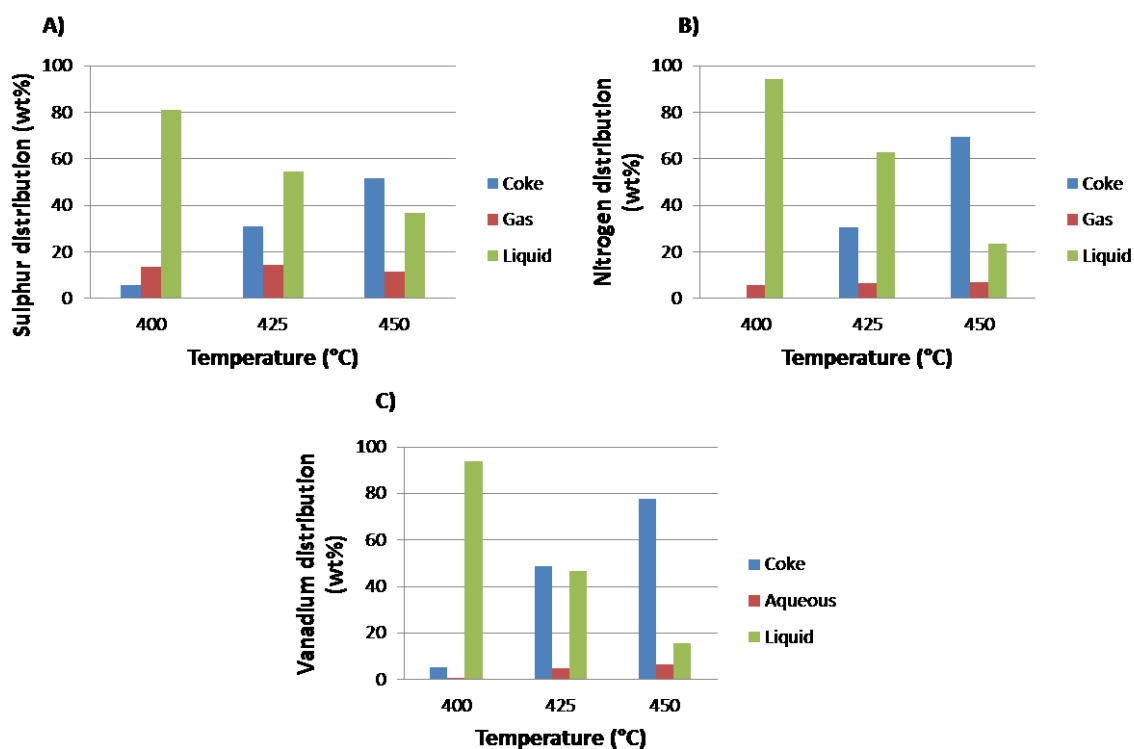 A)
Sulphur distribution (wt%)
100
80
60
40
20
0
400 425 450
Temperature (°C)
Coke
Gas
Liquid
B)
Nitrogen distribution
(wt%)
100
80
60
40
20
0
400 425 450
Temperature (°C)
Coke
Gas
Liquid
C)
Vanadium distribution
(wt%)
100
80
60
40
20
0
400 425 450
Temperature (°C)
Coke
Aqueous
Liquid